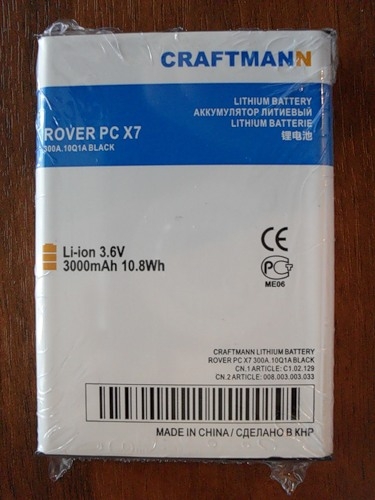 CRAFTMANN
LITHIUM BATTERY
АККУМУЛЯТОР ЛИТИЕВЫЙ
LITHIUM BATTERIE
锂电池
ROVER PC X7
300A.10Q1A BLACK
Li-ion 3.6V
3000mAh 10.8Wh
CE
РСТ
ME06
CRAFTMANN LITHIUM BATTERY
ROVER PC X7 300A.10Q1A BLACK
CN.1 ARTICLE: C1.02.129
CN.2 ARTICLE: 008.003.003.033
MADE IN CHINA / СДЕЛАНО В КНР